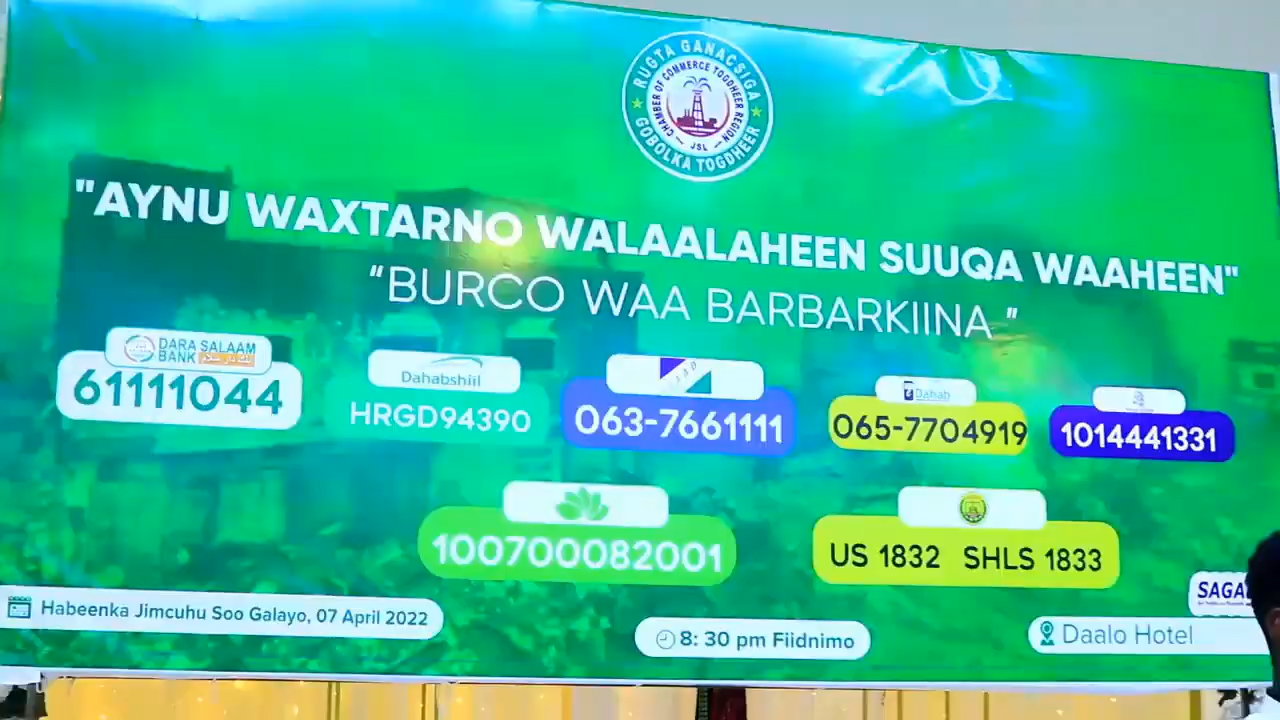 RUGTA GANACSIGA
CHAMBER OF COMMERCE TOGDHEER REGION
JSL
GOBOLKA TOGDHEER
"AYNU WAXTARNO WALAALAHEEN SUUQA WAAHEEN"
"BURCO WAA BARBARKIINA."
DARA SALAAM
BANK
61111044
Dahabshiil
HRGD94390
063-7661111
Dahab
065-7704919
1014441331
100700082001
US 1832 SHLS 1833
SAGA
Habeenka Jimcuhu Soo Galayo, 07 April 2022
8: 30 pm Fiidnimo
Daalo Hotel